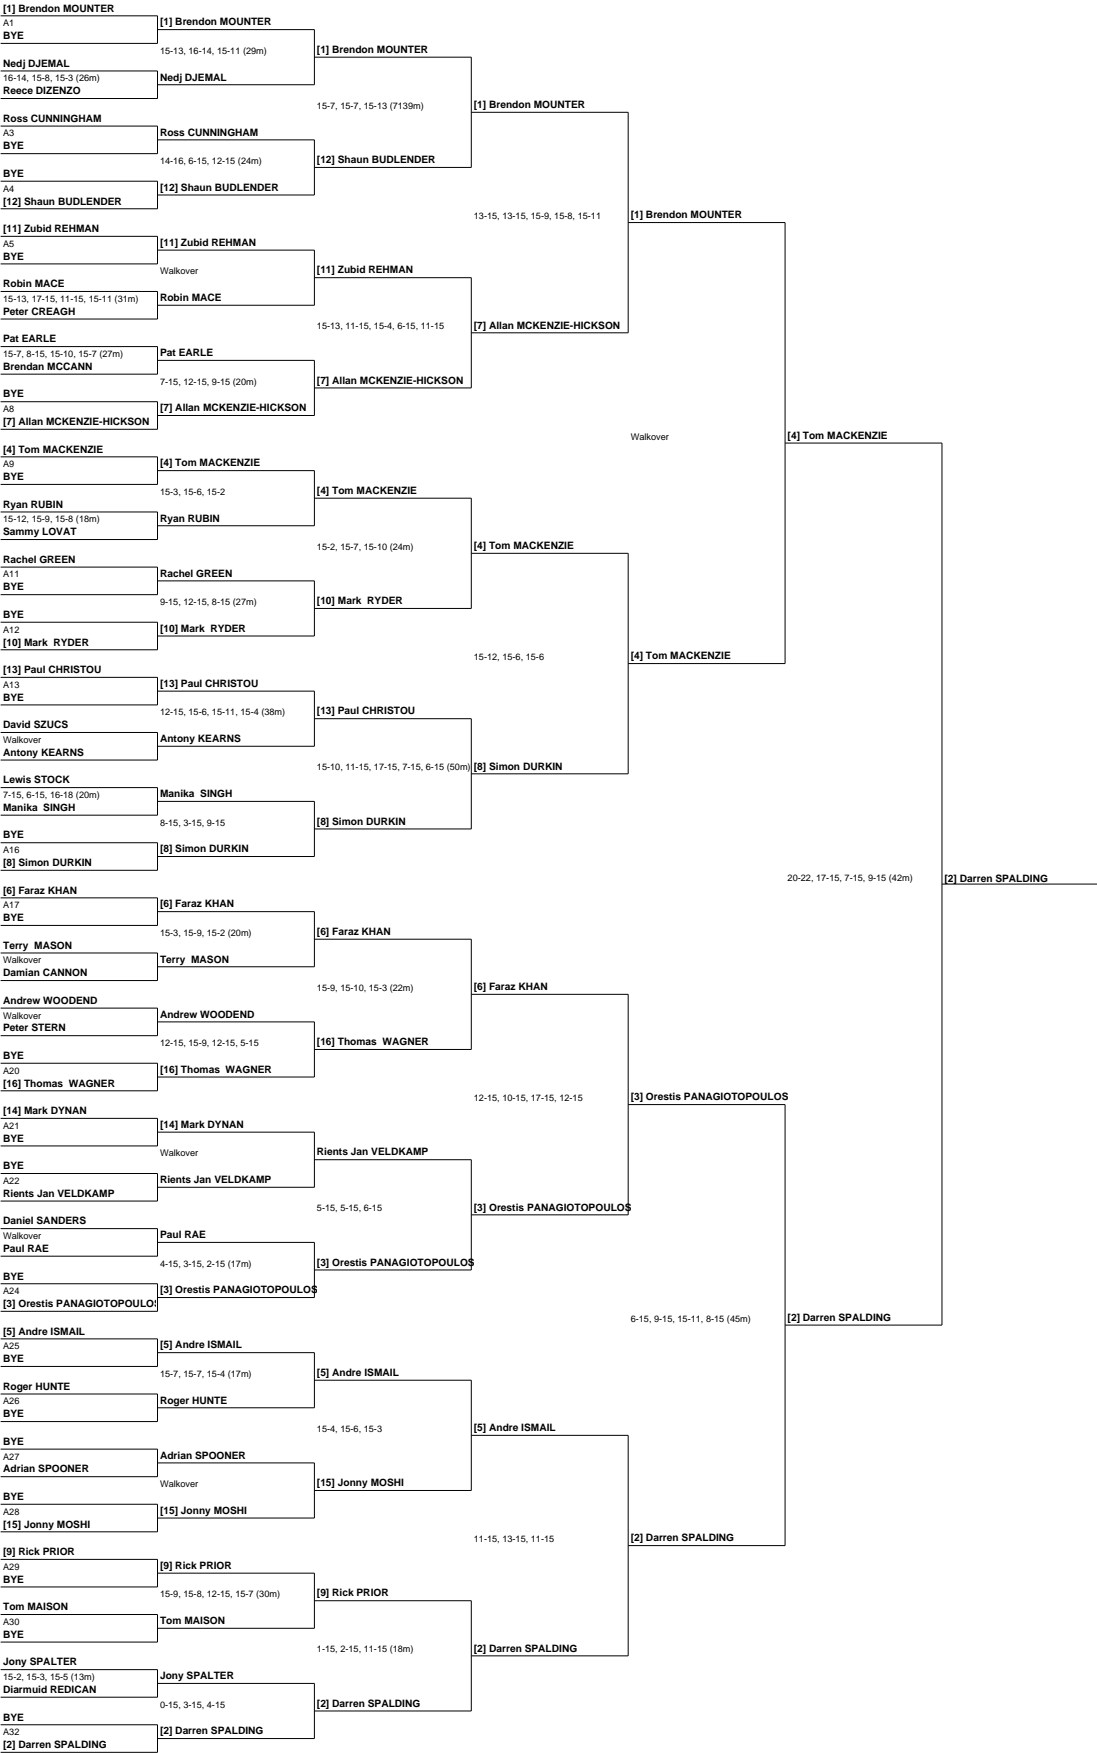 [1] Brendon MOUNTER
A1
BYE
[1] Brendon MOUNTER
15-13, 16-14, 15-11 (29m)
[1] Brendon MOUNTER
Nedj DJEMAL
16-14, 15-8, 15-3 (26m)
Reece DIZENZO
Nedj DJEMAL
15-7, 15-7, 15-13 (7139m)
[1] Brendon MOUNTER
Ross CUNNINGHAM
A3
BYE
Ross CUNNINGHAM
14-16, 6-15, 12-15 (24m)
[12] Shaun BUDLENDER
BYE
A4
[12] Shaun BUDLENDER
[12] Shaun BUDLENDER
13-15, 13-15, 15-9, 15-8, 15-11
[1] Brendon MOUNTER
[11] Zubid REHMAN
A5
BYE
[11] Zubid REHMAN
Walkover
[11] Zubid REHMAN
Robin MACE
15-13, 17-15, 11-15, 15-11 (31m)
Peter CREAGH
Robin MACE
15-13, 11-15, 15-4, 6-15, 11-15
[7] Allan MCKENZIE-HICKSON
Pat EARLE
15-7, 8-15, 15-10, 15-7 (27m)
Brendan MCCANN
Pat EARLE
7-15, 12-15, 9-15 (20m)
[7] Allan MCKENZIE-HICKSON
BYE
A8
[7] Allan MCKENZIE-HICKSON
[7] Allan MCKENZIE-HICKSON
Walkover
[4] Tom MACKENZIE
[4] Tom MACKENZIE
A9
BYE
[4] Tom MACKENZIE
15-3, 15-6, 15-2
[4] Tom MACKENZIE
Ryan RUBIN
15-12, 15-9, 15-8 (18m)
Sammy LOVAT
Ryan RUBIN
15-2, 15-7, 15-10 (24m)
[4] Tom MACKENZIE
Rachel GREEN
A11
BYE
Rachel GREEN
9-15, 12-15, 8-15 (27m)
[10] Mark  RYDER
BYE
A12
[10] Mark  RYDER
[10] Mark  RYDER
15-12, 15-6, 15-6
[4] Tom MACKENZIE
[13] Paul CHRISTOU
A13
BYE
[13] Paul CHRISTOU
12-15, 15-6, 15-11, 15-4 (38m)
[13] Paul CHRISTOU
David SZUCS
Walkover
Antony KEARNS
Antony KEARNS
15-10, 11-15, 17-15, 7-15, 6-15 (50m)
[8] Simon DURKIN
Lewis STOCK
7-15, 6-15, 16-18 (20m)
Manika  SINGH
Manika  SINGH
8-15, 3-15, 9-15
[8] Simon DURKIN
BYE
A16
[8] Simon DURKIN
[8] Simon DURKIN
20-22, 17-15, 7-15, 9-15 (42m)
[2] Darren SPALDING
[6] Faraz KHAN
A17
BYE
[6] Faraz KHAN
15-3, 15-9, 15-2 (20m)
[6] Faraz KHAN
Terry  MASON
Walkover
Damian CANNON
Terry  MASON
15-9, 15-10, 15-3 (22m)
[6] Faraz KHAN
Andrew WOODEND
Walkover
Peter STERN
Andrew WOODEND
12-15, 15-9, 12-15, 5-15
[16] Thomas  WAGNER
BYE
A20
[16] Thomas  WAGNER
[16] Thomas  WAGNER
12-15, 10-15, 17-15, 12-15
[3] Orestis PANAGIOTOPOULOS
[14] Mark DYNAN
A21
BYE
[14] Mark DYNAN
Walkover
Rients Jan VELDKAMP
BYE
A22
Rients Jan VELDKAMP
Rients Jan VELDKAMP
5-15, 5-15, 6-15
[3] Orestis PANAGIOTOPOULOS
Daniel SANDERS
Walkover
Paul RAE
Paul RAE
4-15, 3-15, 2-15 (17m)
[3] Orestis PANAGIOTOPOULOS
BYE
A24
[3] Orestis PANAGIOTOPOULOS
[3] Orestis PANAGIOTOPOULOS
6-15, 9-15, 15-11, 8-15 (45m)
[2] Darren SPALDING
[5] Andre ISMAIL
A25
BYE
[5] Andre ISMAIL
15-7, 15-7, 15-4 (17m)
[5] Andre ISMAIL
Roger HUNTE
A26
BYE
Roger HUNTE
15-4, 15-6, 15-3
[5] Andre ISMAIL
BYE
A27
Adrian SPOONER
Adrian SPOONER
Walkover
[15] Jonny MOSHI
BYE
A28
[15] Jonny MOSHI
[15] Jonny MOSHI
11-15, 13-15, 11-15
[2] Darren SPALDING
[9] Rick PRIOR
A29
BYE
[9] Rick PRIOR
15-9, 15-8, 12-15, 15-7 (30m)
[9] Rick PRIOR
Tom MAISON
A30
BYE
Tom MAISON
1-15, 2-15, 11-15 (18m)
[2] Darren SPALDING
Jony SPALTER
15-2, 15-3, 15-5 (13m)
Diarmuid REDICAN
Jony SPALTER
0-15, 3-15, 4-15
[2] Darren SPALDING
BYE
A32
[2] Darren SPALDING
[2] Darren SPALDING